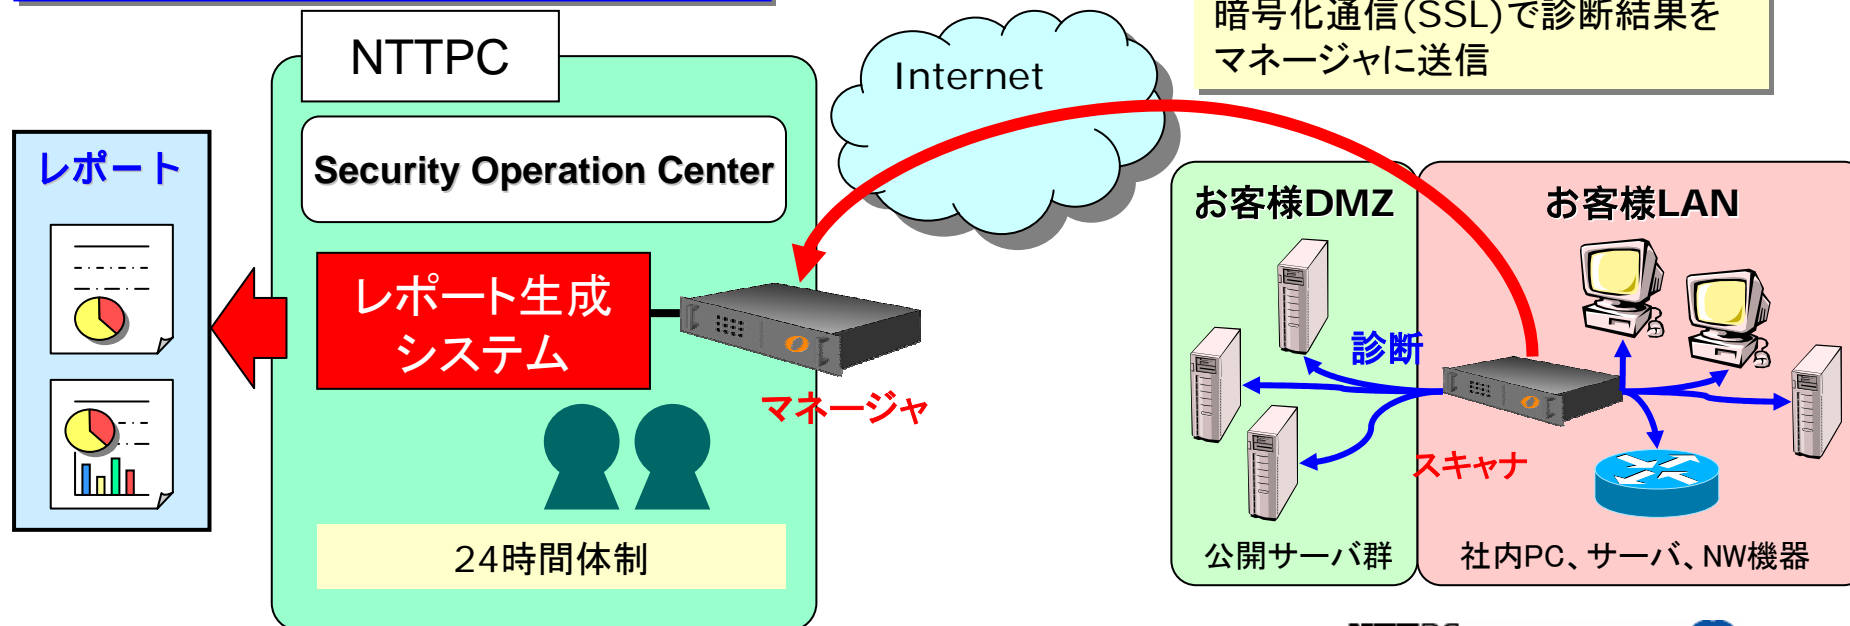 暗号化通信(SSL)で診断結果を
マネージャに送信
NTTPC
Internet
Security Operation Center
レポート
お客様DMZ
お客様LAN
レポート生成
システム
診断
マネージャ
スキャナ
24時間体制
公開サーバ群
社内PC、サーバ、NW機器